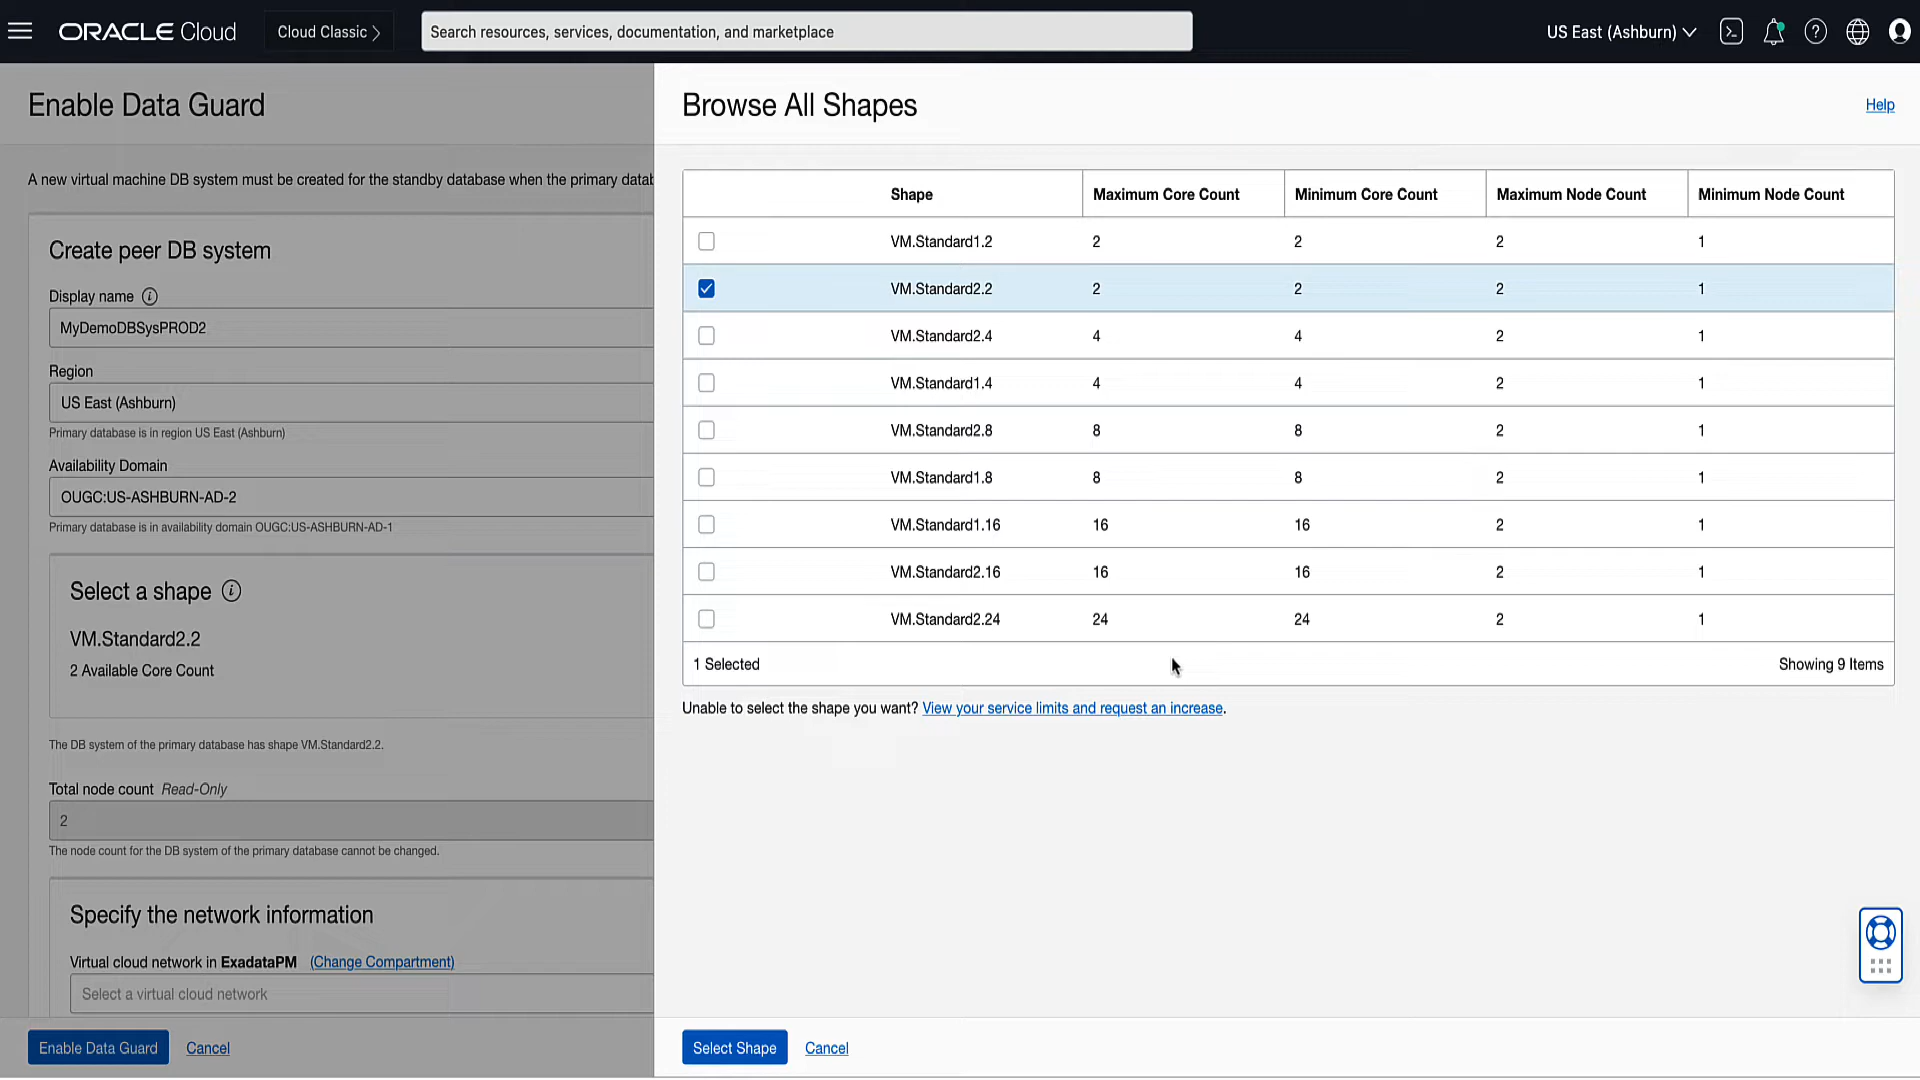 ORACLE Cloud
Cloud Classic
Search resources, services, documentation, and marketplace
US East (Ashburn)
Enable Data Guard
A new virtual machine DB system must be created for the standby database when the primary datab
Create peer DB system
Display name
MyDemoDBSysPROD2
Region
US East (Ashburn)
Primary database is in region US East (Ashburn)
Availability Domain
OUGC:US-ASHBURN-AD-2
Primary database is in availability domain OUGC:US-ASHBURN-AD-1
Select a shape
VM.Standard2.2
2 Available Core Count
The DB system of the primary database has shape VM.Standard2.2.
Total node count Read-Only
2
The node count for the DB system of the primary database cannot be changed.
Specify the network information
Virtual cloud network in ExadataPM (Change Compartment)
Select a virtual cloud network
Enable Data Guard Cancel
Browse All Shapes
Help
Shape Maximum Core Count Minimum Core Count Maximum Node Count Minimum Node Count
VM.Standard1.2 2 2 2 1
VM.Standard2.2 2 2 2 1
VM.Standard2.4 4 4 2 1
VM.Standard1.4 4 4 2 1
VM.Standard2.8 8 8 2 1
VM.Standard1.8 8 8 2 1
VM.Standard1.16 16 16 2 1
VM.Standard2.16 16 16 2 1
VM.Standard2.24 24 24 2 1
1 Selected Showing 9 Items
Unable to select the shape you want? View your service limits and request an increase.
Select Shape Cancel